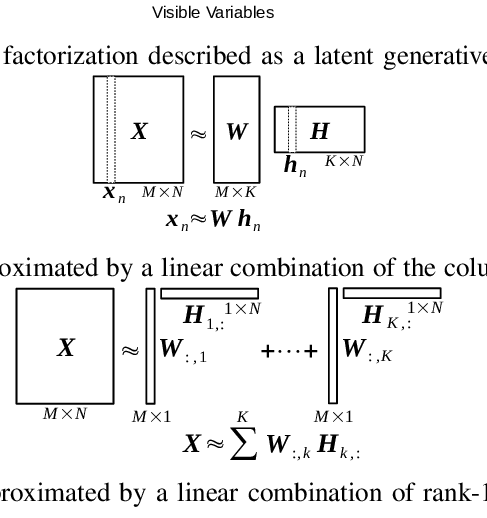 Visible Variables
factorization described as a latent generative
X ≈ W H
x_n M×N M×K h_n K×N
x_n ≈ W h_n
oximated by a linear combination of the colu
H_{1,:} 1×N H_{K,:} 1×N
X ≈ W_{:,1} +⋯+ W_{:,K}
M×N M×1 M×1
X ≈ ∑^K W_{:,k} H_{k,:}
roximated by a linear combination of rank-1